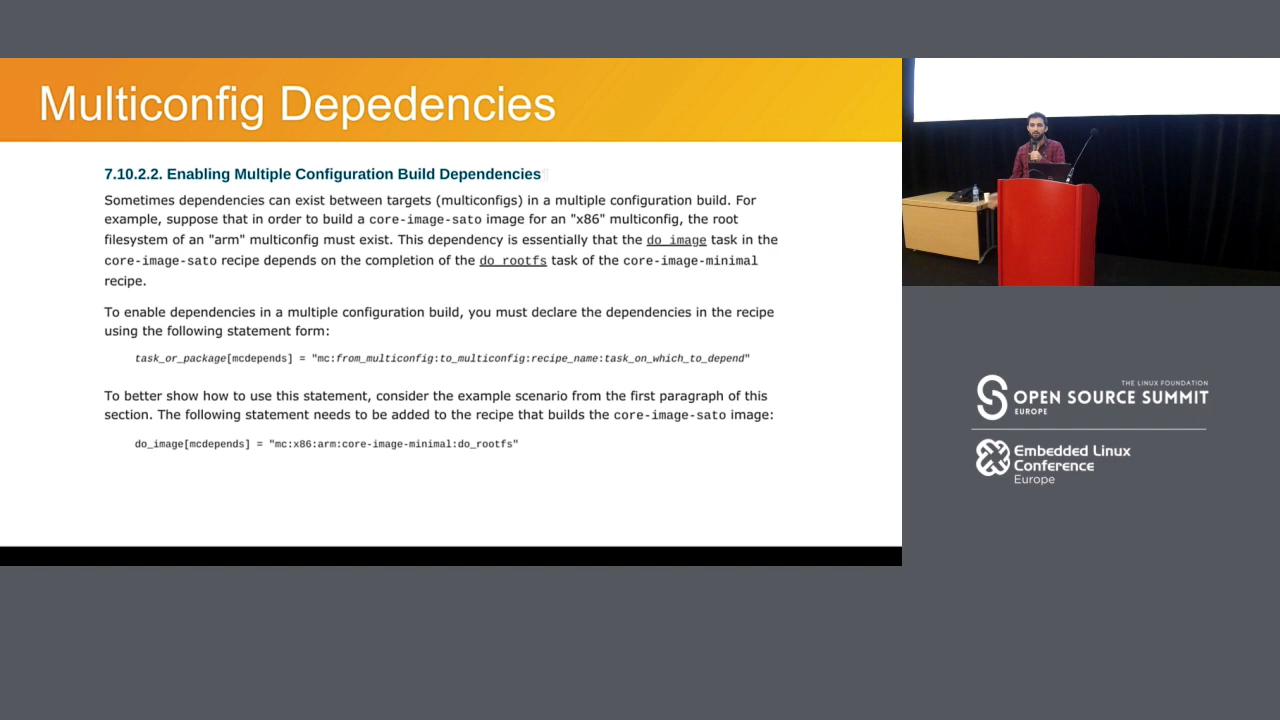 Multiconfig Depedencies
7.10.2.2. Enabling Multiple Configuration Build Dependencies
Sometimes dependencies can exist between targets (multiconfigs) in a multiple configuration build. For
example, suppose that in order to build a core-image-sato image for an "x86" multiconfig, the root
filesystem of an "arm" multiconfig must exist. This dependency is essentially that the do_image task in the
core-image-sato recipe depends on the completion of the do_rootfs task of the core-image-minimal
recipe.
To enable dependencies in a multiple configuration build, you must declare the dependencies in the recipe
using the following statement form:
task_or_package[mcdepends] = "mc:from_multiconfig:to_multiconfig:recipe_name:task_on_which_to_depend"
To better show how to use this statement, consider the example scenario from the first paragraph of this
section. The following statement needs to be added to the recipe that builds the core-image-sato image:
do_image[mcdepends] = "mc:x86:arm:core-image-minimal:do_rootfs"
THE LINUX FOUNDATION
OPEN SOURCE SUMMIT
EUROPE
Embedded Linux
Conference
Europe